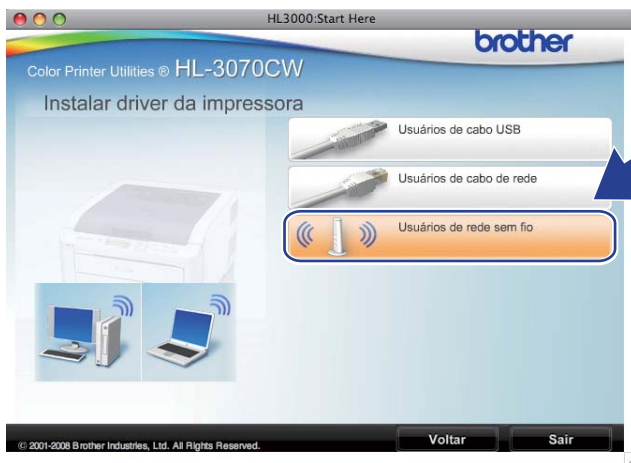 HL3000:Start Here
brother
Color Printer Utilities ® HL-3070CW
Instalar driver da impressora
Usuários de cabo USB
Usuários de cabo de rede
Usuários de rede sem fio
© 2001-2008 Brother Industries, Ltd. All Rights Reserved.
Voltar
Sair